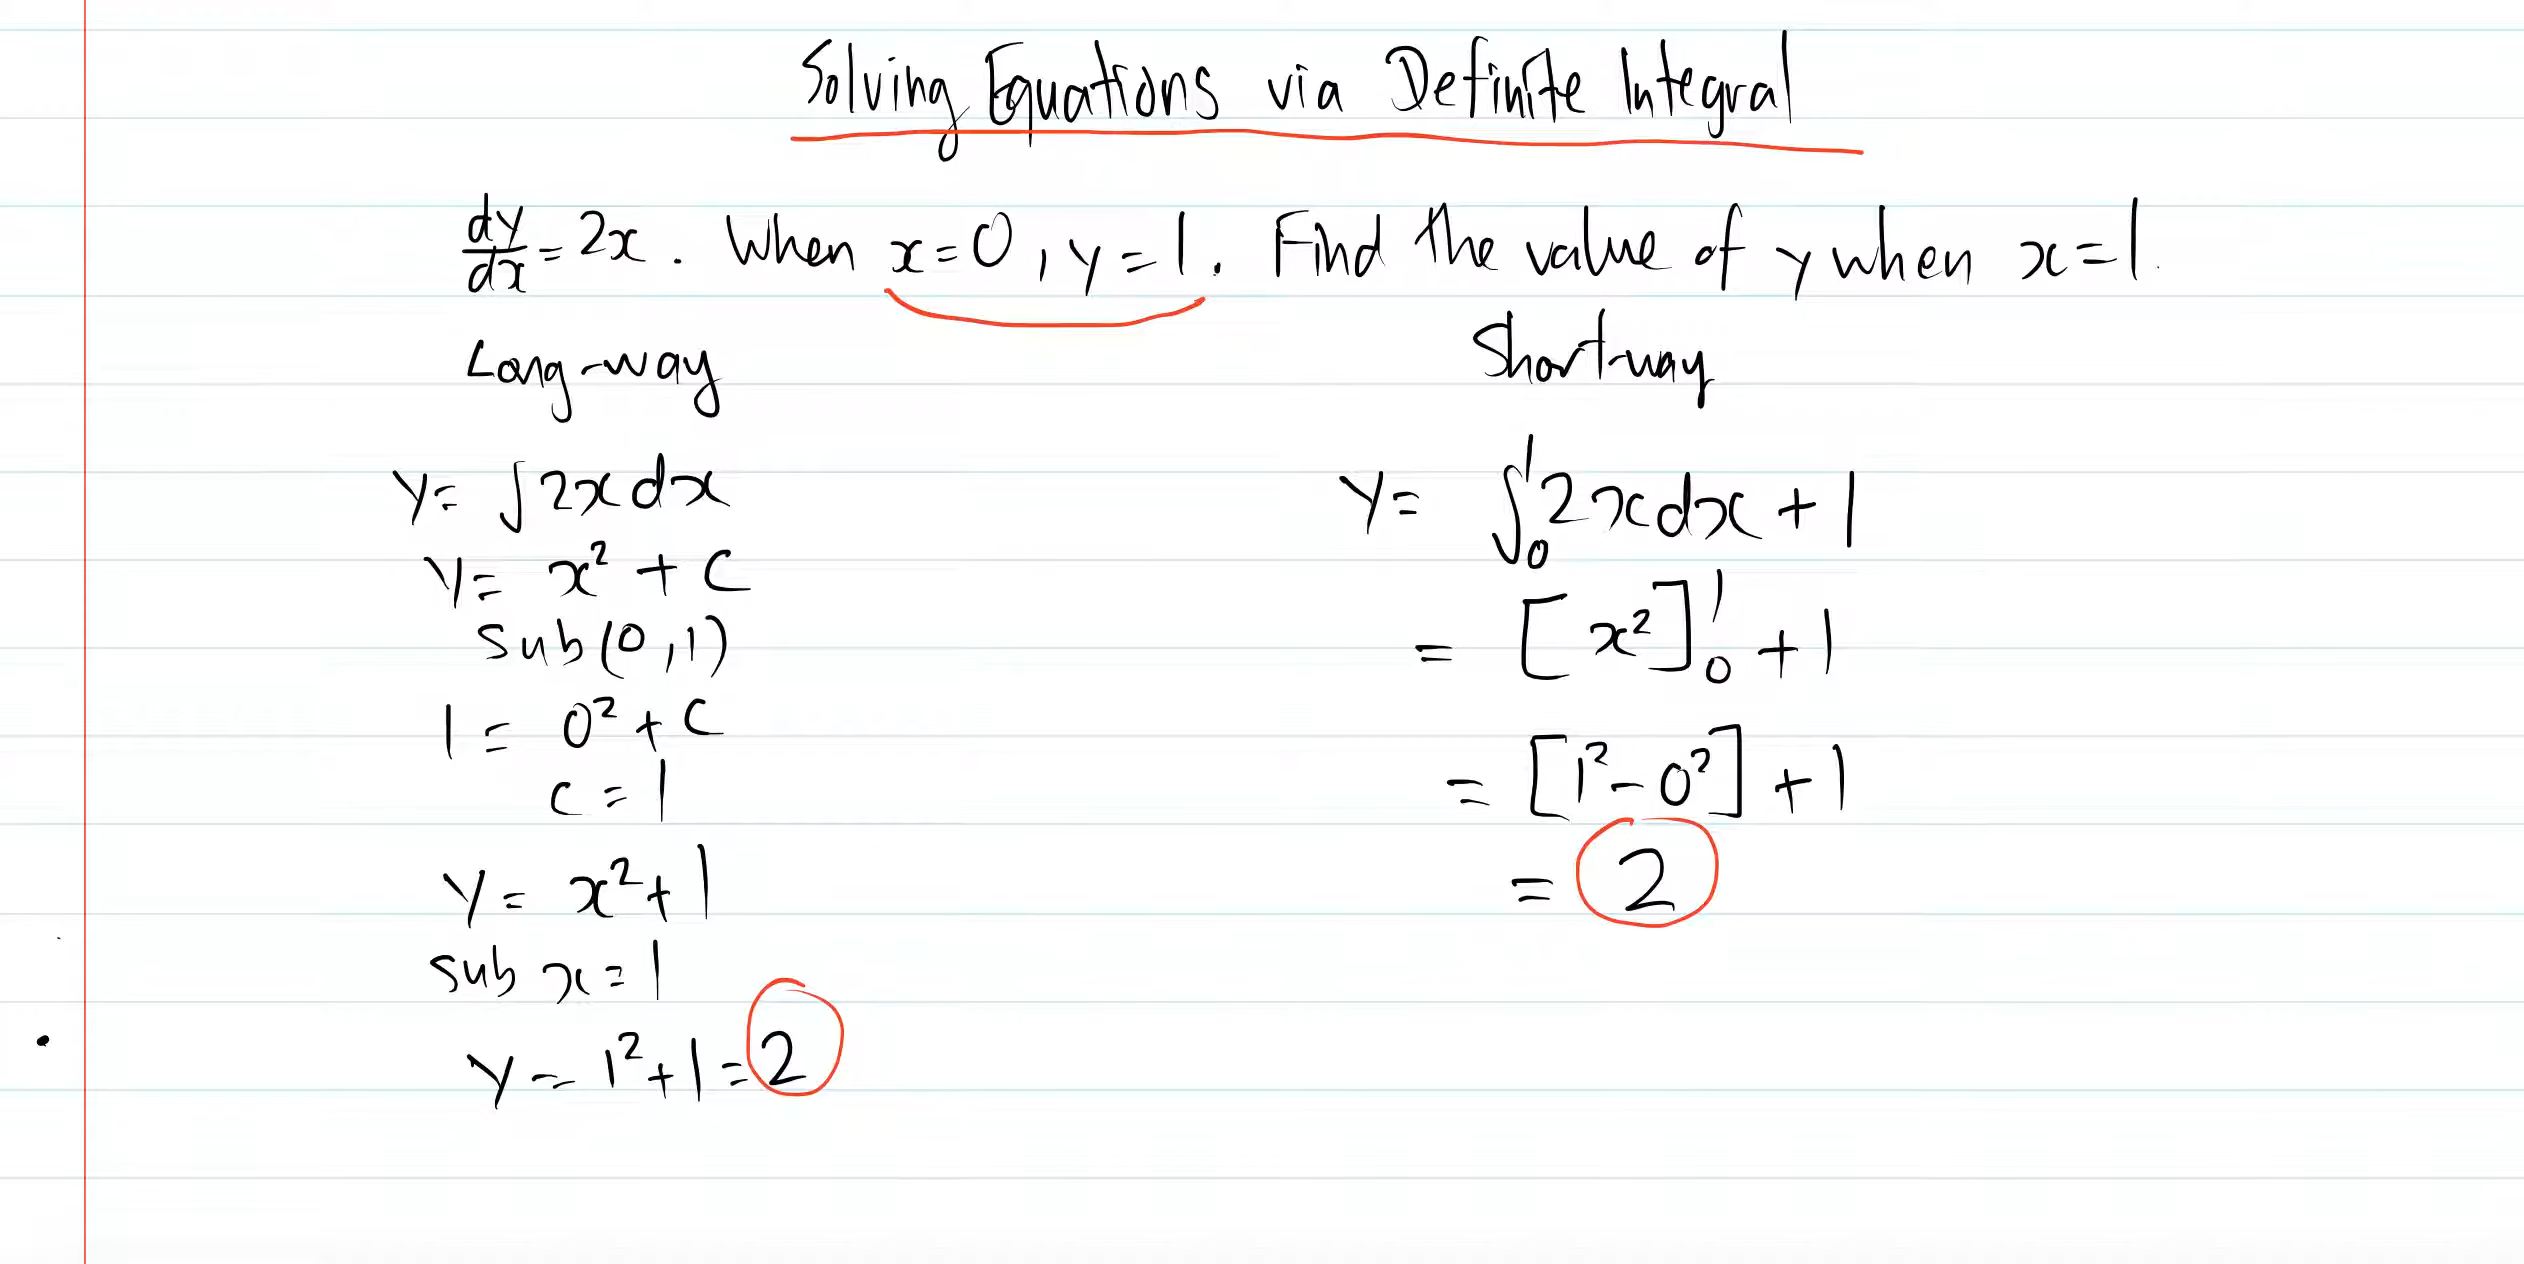 Solving Equations via Definite Integral
dy/dx = 2x . When x = 0 , y = 1 . Find the value of y when x = 1 .
Long-way
y = ∫ 2x dx
y = x² + c
sub (0 , 1)
1 = 0² + c
c = 1
y = x² + 1
sub x = 1
y = 1² + 1 = 2
Short-way
y = ∫₀¹ 2x dx + 1
= [x²]₀¹ + 1
= [1² - 0²] + 1
= 2